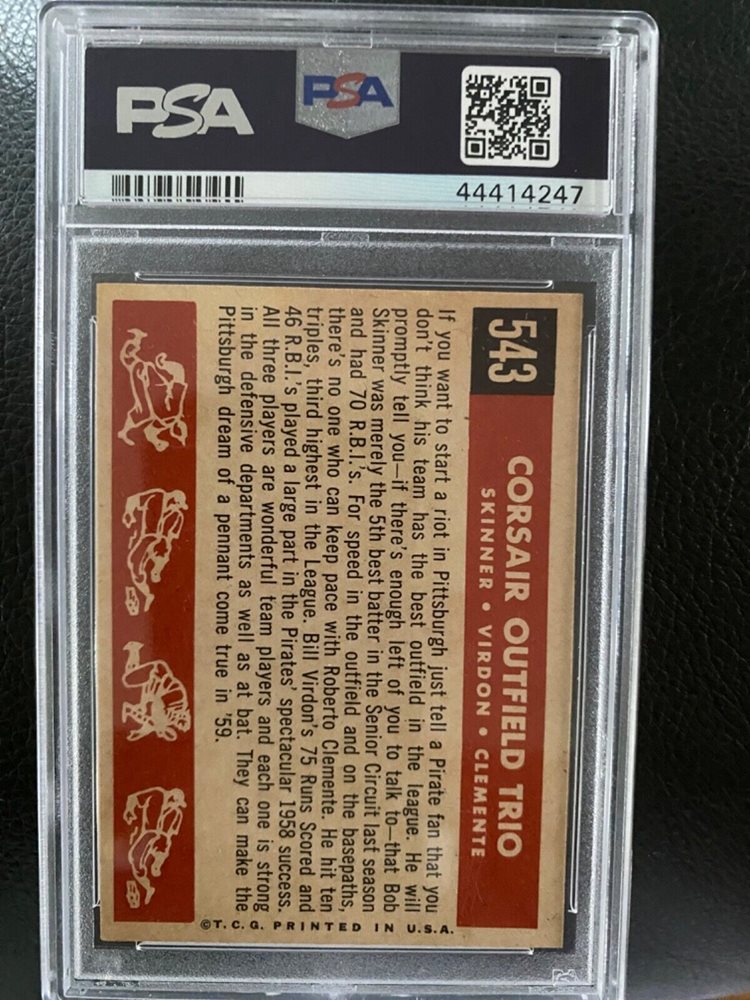 PSA
PSA
44414247
543
CORSAIR OUTFIELD TRIO
SKINNER • VIRDON • CLEMENTE
If you want to start a riot in Pittsburgh just tell a Pirate fan that you
don't think his team has the best outfield in the league. He will
promptly tell you—if there's enough left of you to talk to—that Bob
Skinner was merely the 5th best batter in the Senior Circuit last season
and had 70 R.B.I.'s. For speed in the outfield and on the basepaths,
there's no one who can keep pace with Roberto Clemente. He hit ten
triples, third highest in the League. Bill Virdon's 75 Runs Scored and
46 R.B.I.'s played a large part in the Pirates' spectacular 1958 success.
All three players are wonderful team players and each one is strong
in the defensive departments as well as at bat. They can make the
Pittsburgh dream of a pennant come true in '59.
©T.C.G. PRINTED IN U.S.A.